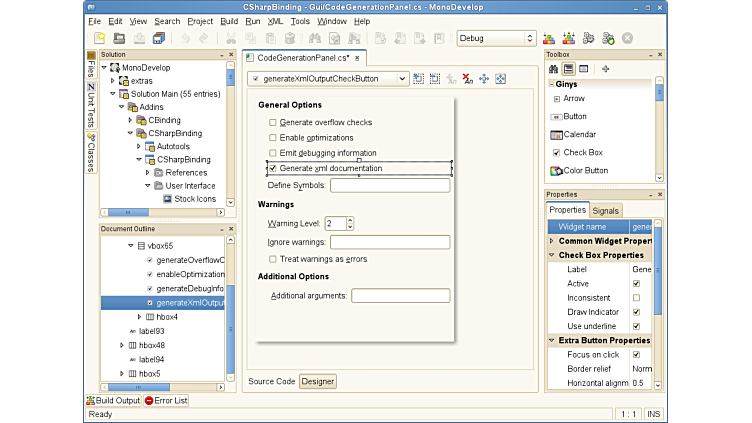 CSharpBinding - Gui/CodeGenerationPanel.cs - MonoDevelop
File Edit View Search Project Build Run XML Tools Window Help
Debug
Files
Unit Tests
Classes
Solution
MonoDevelop
extras
Solution Main (55 entries)
Addins
CBinding
CSharpBinding
Autotools
CSharpBinding
References
User Interface
Stock Icons
Document Outline
vbox65
generateOverflowC
enableOptimization
generateDebugInfo
generateXmlOutput
hbox4
label93
hbox48
label94
hbox5
CodeGenerationPanel.cs*
generateXmlOutputCheckButton
General Options
Generate overflow checks
Enable optimizations
Emit debugging information
Generate xml documentation
Define Symbols:
Warnings
Warning Level: 2
Ignore warnings:
Treat warnings as errors
Additional Options
Additional arguments:
Source Code Designer
Toolbox
Ginys
Arrow
Button
Calendar
Check Box
Color Button
Properties
Properties Signals
Widget name gener
Common Widget Propert
Check Box Properties
Label Gene
Active
Inconsistent
Draw Indicator
Use underline
Extra Button Properties
Focus on click
Border relief Norm
Horizontal alignm 0.5
Build Output Error List
Ready 1 : 1 INS